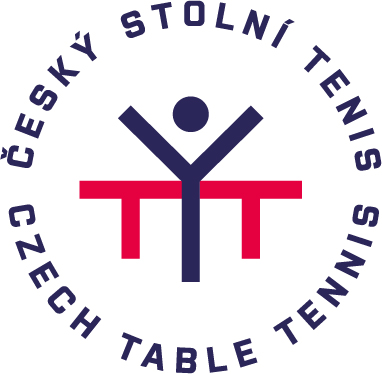 ČESKÝ STOLNÍ TENIS
CZECH TABLE TENNIS